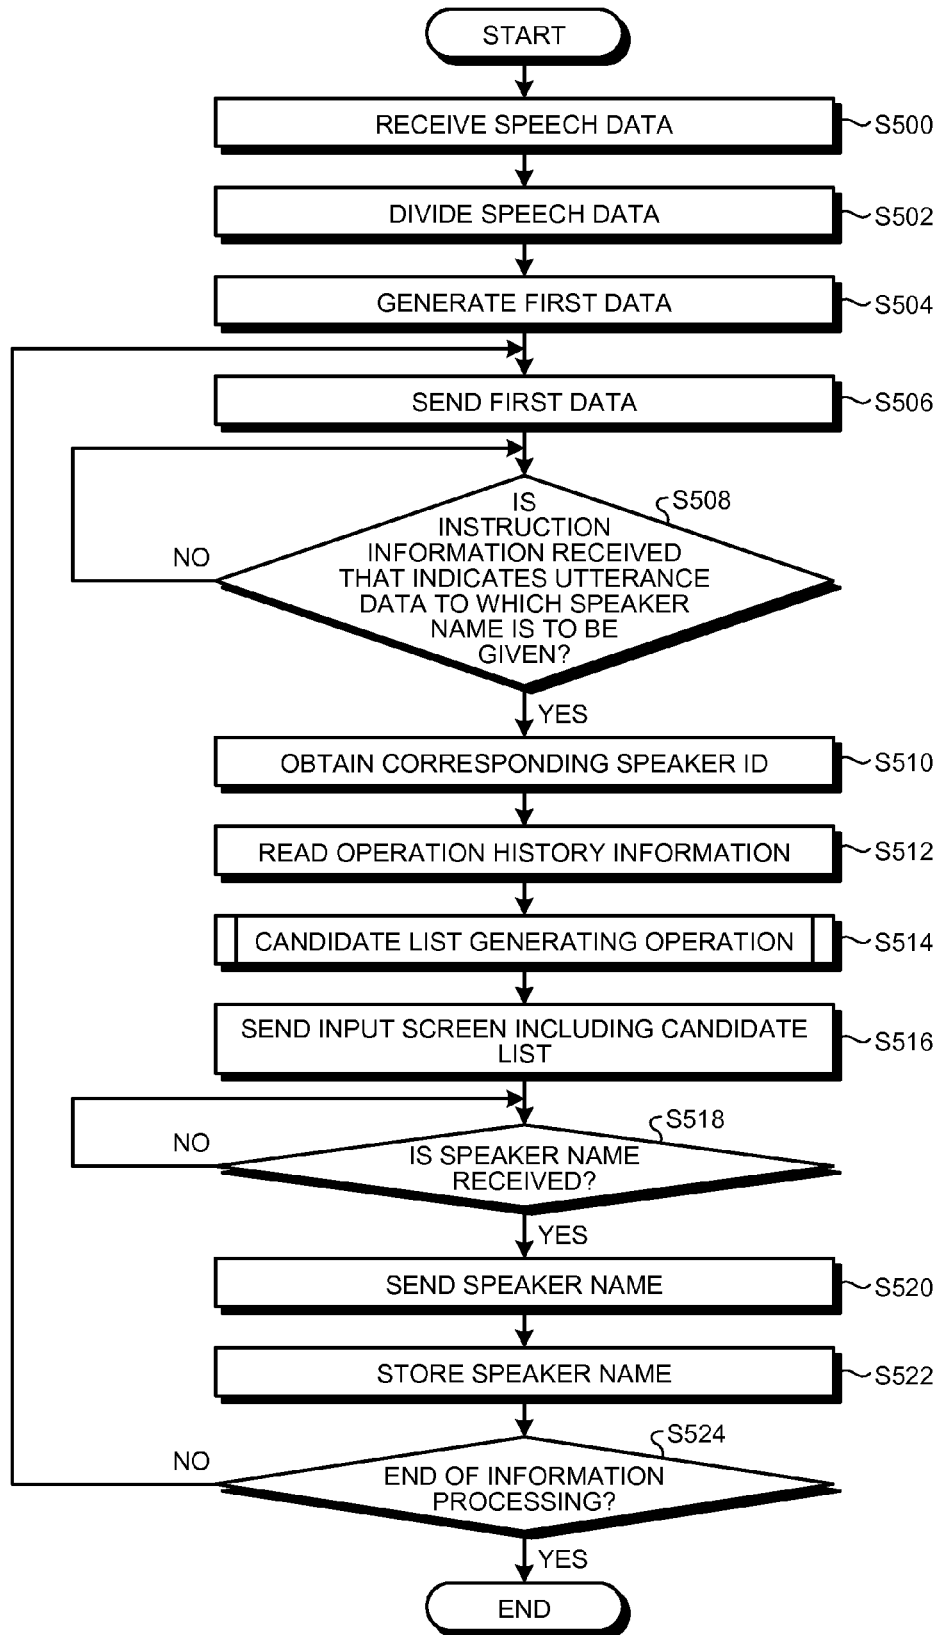 START
RECEIVE SPEECH DATA
S500
DIVIDE SPEECH DATA
S502
GENERATE FIRST DATA
S504
SEND FIRST DATA
S506
S508
IS
INSTRUCTION
INFORMATION RECEIVED
THAT INDICATES UTTERANCE
DATA TO WHICH SPEAKER
NAME IS TO BE
GIVEN?
NO
YES
OBTAIN CORRESPONDING SPEAKER ID
S510
READ OPERATION HISTORY INFORMATION
S512
CANDIDATE LIST GENERATING OPERATION
S514
SEND INPUT SCREEN INCLUDING CANDIDATE
LIST
S516
S518
NO
IS SPEAKER NAME
RECEIVED?
YES
SEND SPEAKER NAME
S520
STORE SPEAKER NAME
S522
S524
NO
END OF INFORMATION
PROCESSING?
YES
END